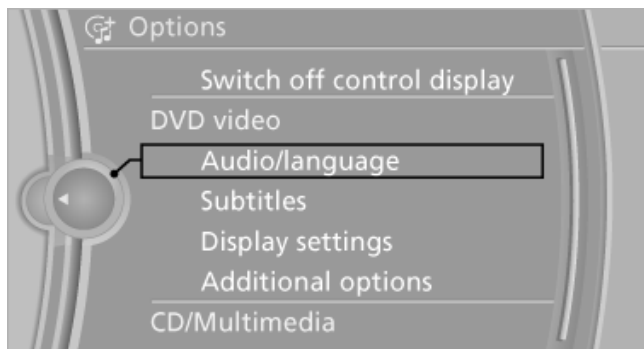 Options
Switch off control display
DVD video
Audio/language
Subtitles
Display settings
Additional options
CD/Multimedia